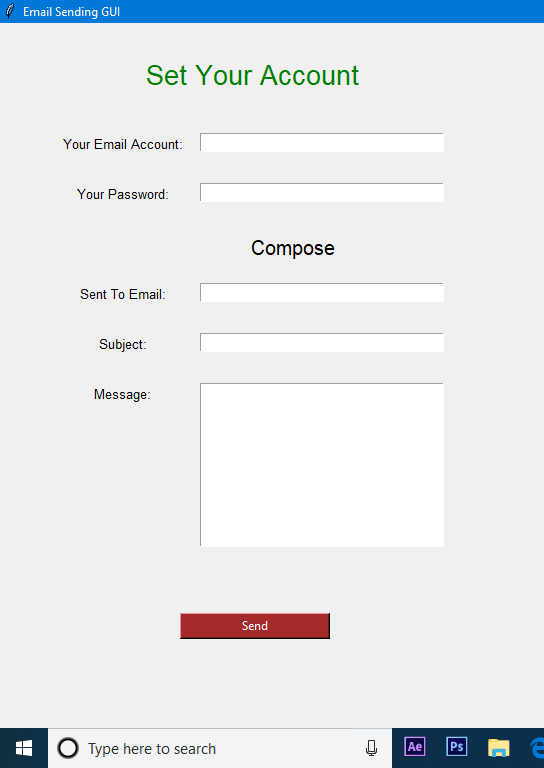 Email Sending GUI
Set Your Account
Your Email Account:
Your Password:
Compose
Sent To Email:
Subject:
Message:
Send
Type here to search
Ae
Ps